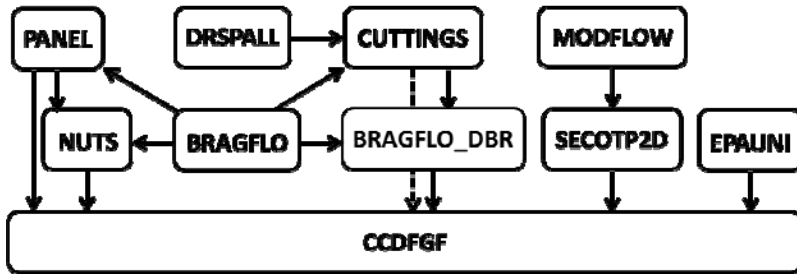 PANEL
DRSPALL
CUTTINGS
MODFLOW
NUTS
BRAGFLO
BRAGFLO_DBR
SECOTP2D
EPAUNI
CCDFGF